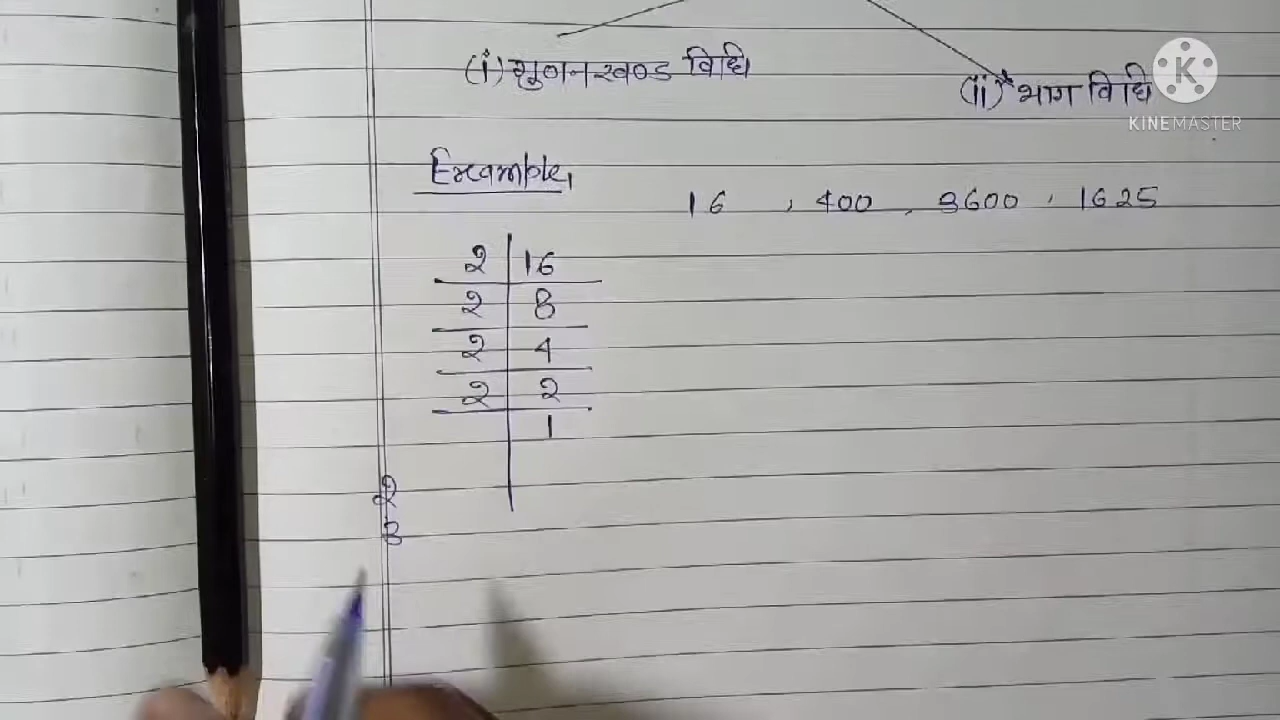 (i) गुणनखण्ड विधि
(ii) भाग विधि
KINEMASTER
Example,
16 , 400 , 3600 , 1625
2 | 16
2 | 8
2 | 4
2 | 2
1
2
3